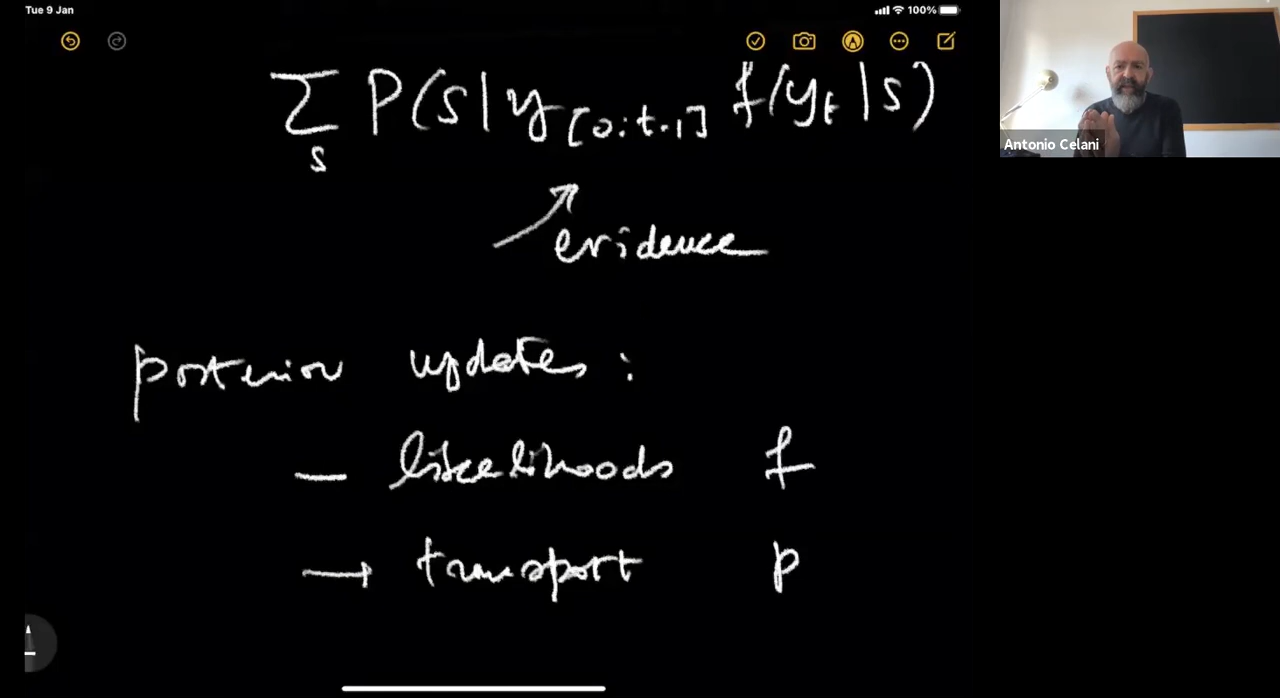 Tue 9 Jan
100%
Σ P(s|y[0:t-1] f(yt|s)
s
evidence
posterior updates:
— likelihoods f
→ transport p
Antonio Celani